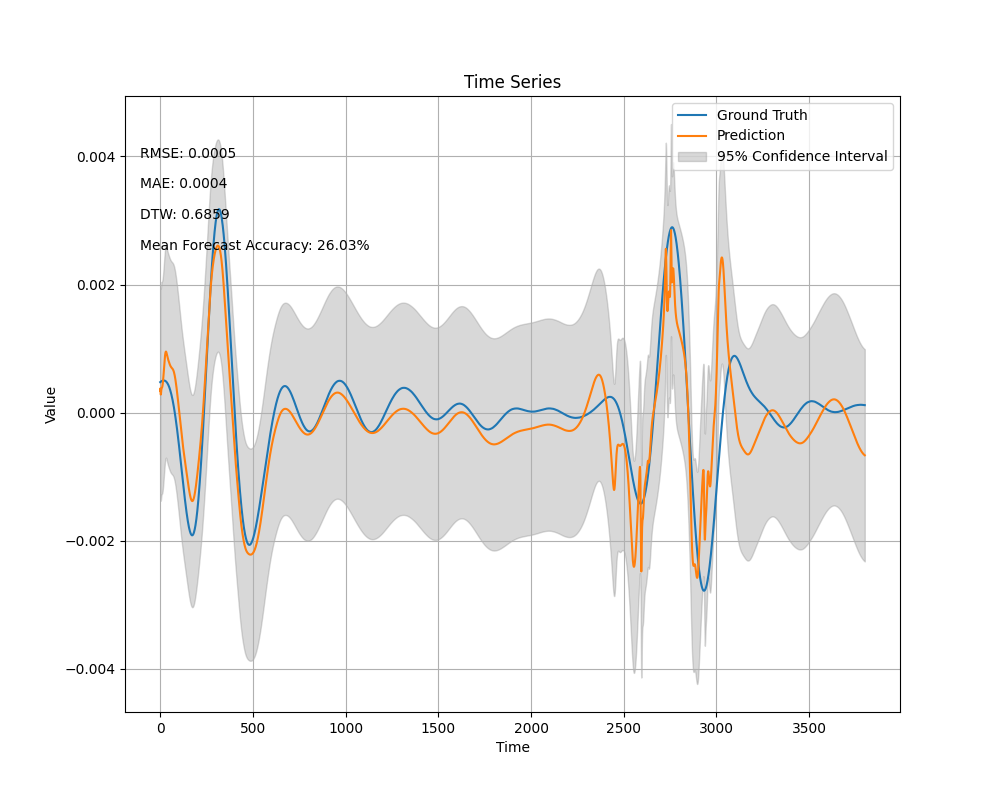 Time Series
Ground Truth
Prediction
95% Confidence Interval
RMSE: 0.0005
MAE: 0.0004
DTW: 0.6859
Mean Forecast Accuracy: 26.03%
0.004
0.002
0.000
−0.002
−0.004
Value
0 500 1000 1500 2000 2500 3000 3500
Time